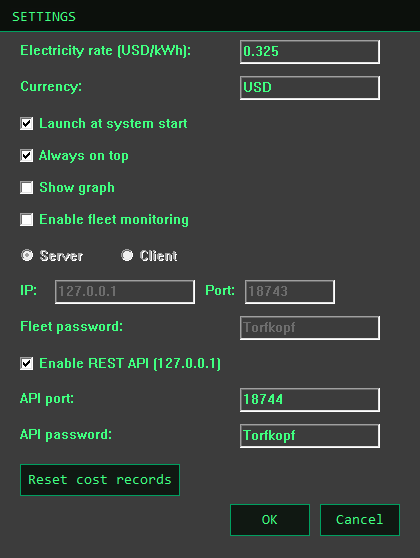 SETTINGS
Electricity rate (USD/kWh): 0.325
Currency: USD
Launch at system start
Always on top
Show graph
Enable fleet monitoring
Server Client
IP: 127.0.0.1 Port: 18743
Fleet password: Torfkopf
Enable REST API (127.0.0.1)
API port: 18744
API password: Torfkopf
Reset cost records
OK Cancel